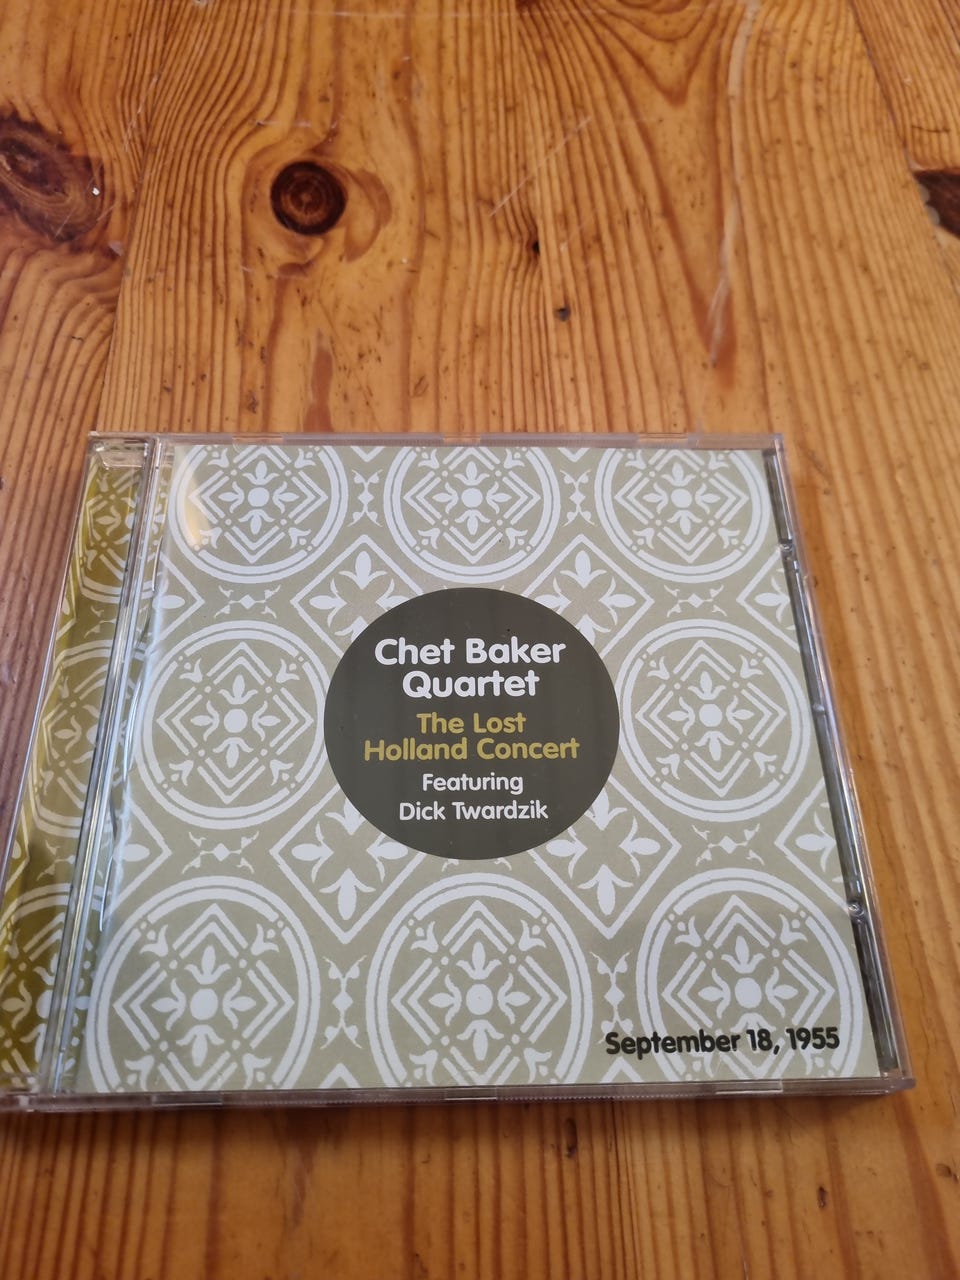 Chet Baker
Quartet
The Lost
Holland Concert
Featuring
Dick Twardzik
September 18, 1955